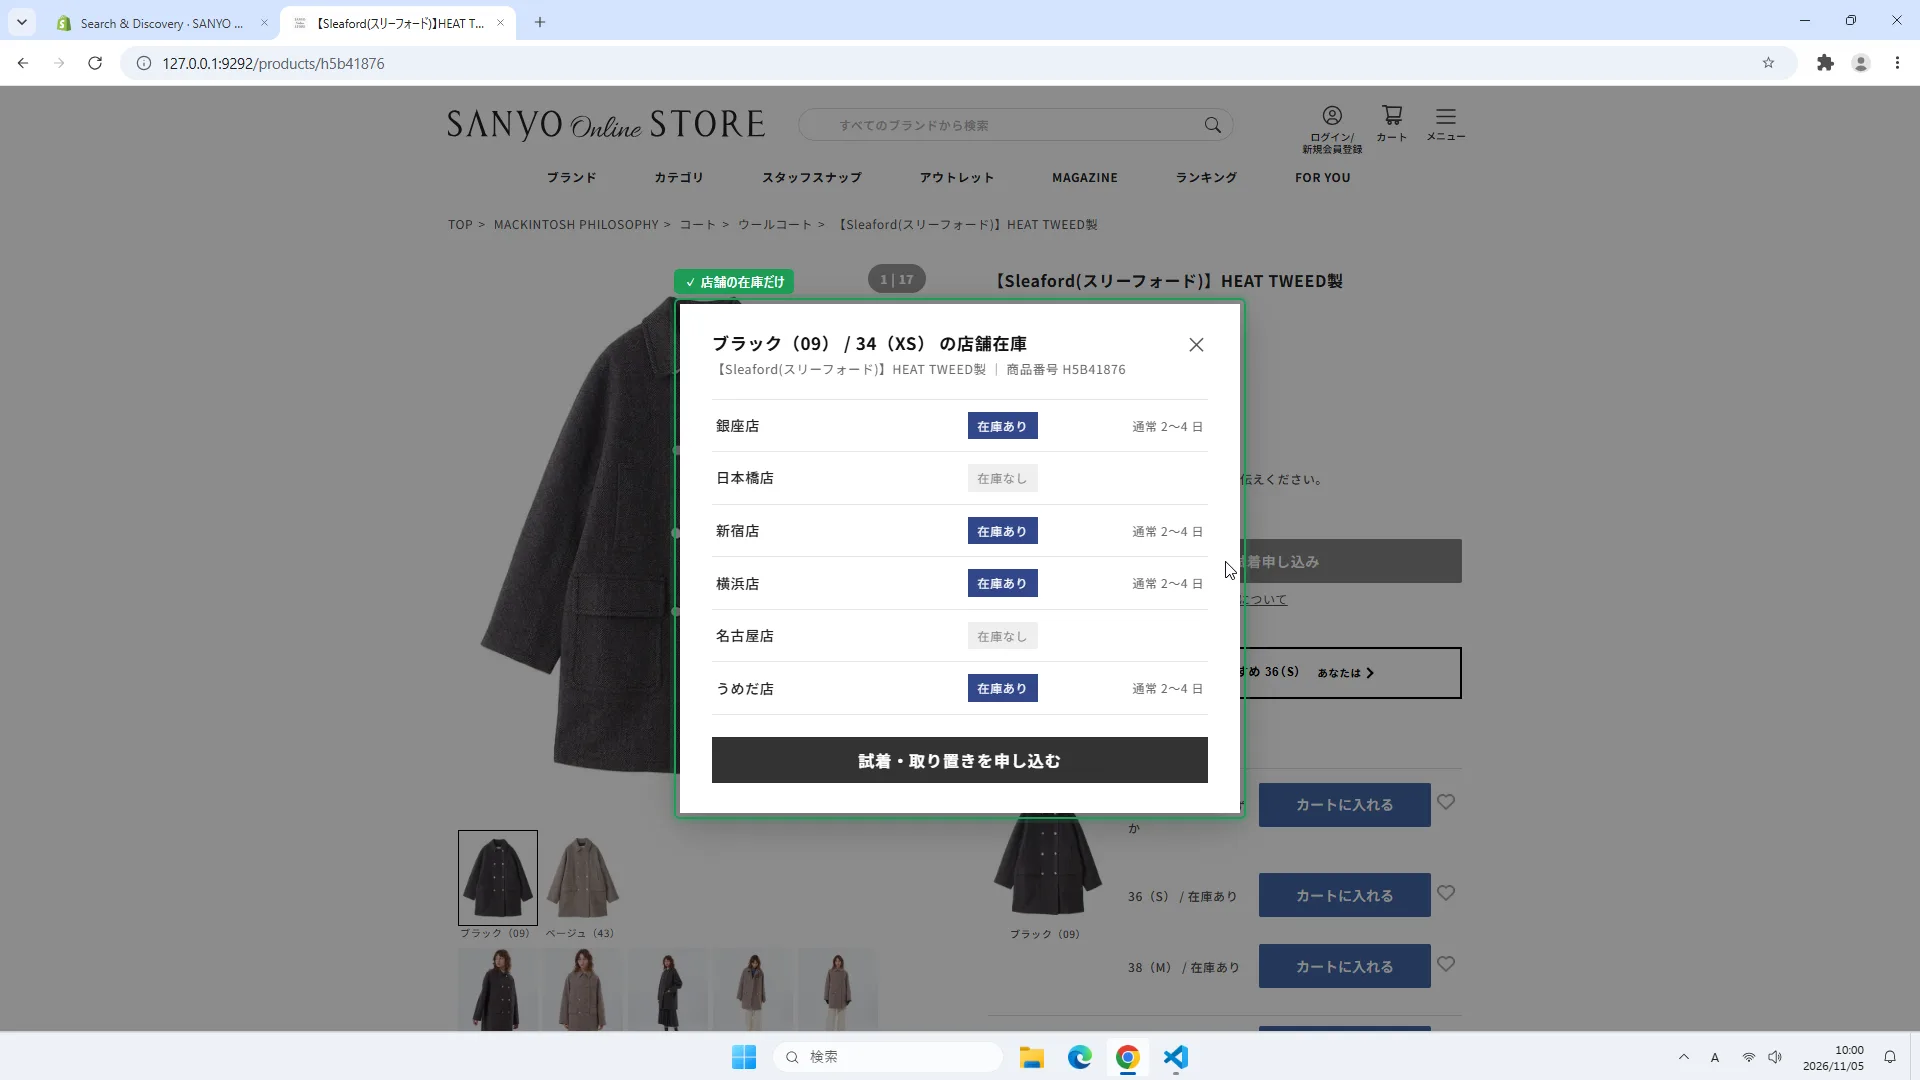 Search & Discovery · SANYO ...
【Sleaford(スリーフォード)】HEAT T...
127.0.0.1:9292/products/h5b41876
SANYO Online STORE
すべてのブランドから検索
ログイン/
新規会員登録
カート
メニュー
ブランド
カテゴリ
スタッフスナップ
アウトレット
MAGAZINE
ランキング
FOR YOU
TOP >
MACKINTOSH PHILOSOPHY >
コート >
ウールコート >
【Sleaford(スリーフォード)】HEAT TWEED製
✓ 店舗の在庫だけ
1 | 17
【Sleaford(スリーフォード)】HEAT TWEED製
ブラック（09） / 34（XS） の店舗在庫
【Sleaford(スリーフォード)】HEAT TWEED製 ｜ 商品番号 H5B41876
銀座店 在庫あり 通常 2〜4 日
日本橋店 在庫なし
新宿店 在庫あり 通常 2〜4 日
横浜店 在庫あり 通常 2〜4 日
名古屋店 在庫なし
うめだ店 在庫あり 通常 2〜4 日
試着・取り置きを申し込む
伝えください。
着申し込み
について
すめ 36(S) あなたは
カートに入れる
か
36（S） / 在庫あり
カートに入れる
ブラック（09）
38（M） / 在庫あり
カートに入れる
ブラック（09）
ベージュ（43）
検索
A
10:00
2026/11/05